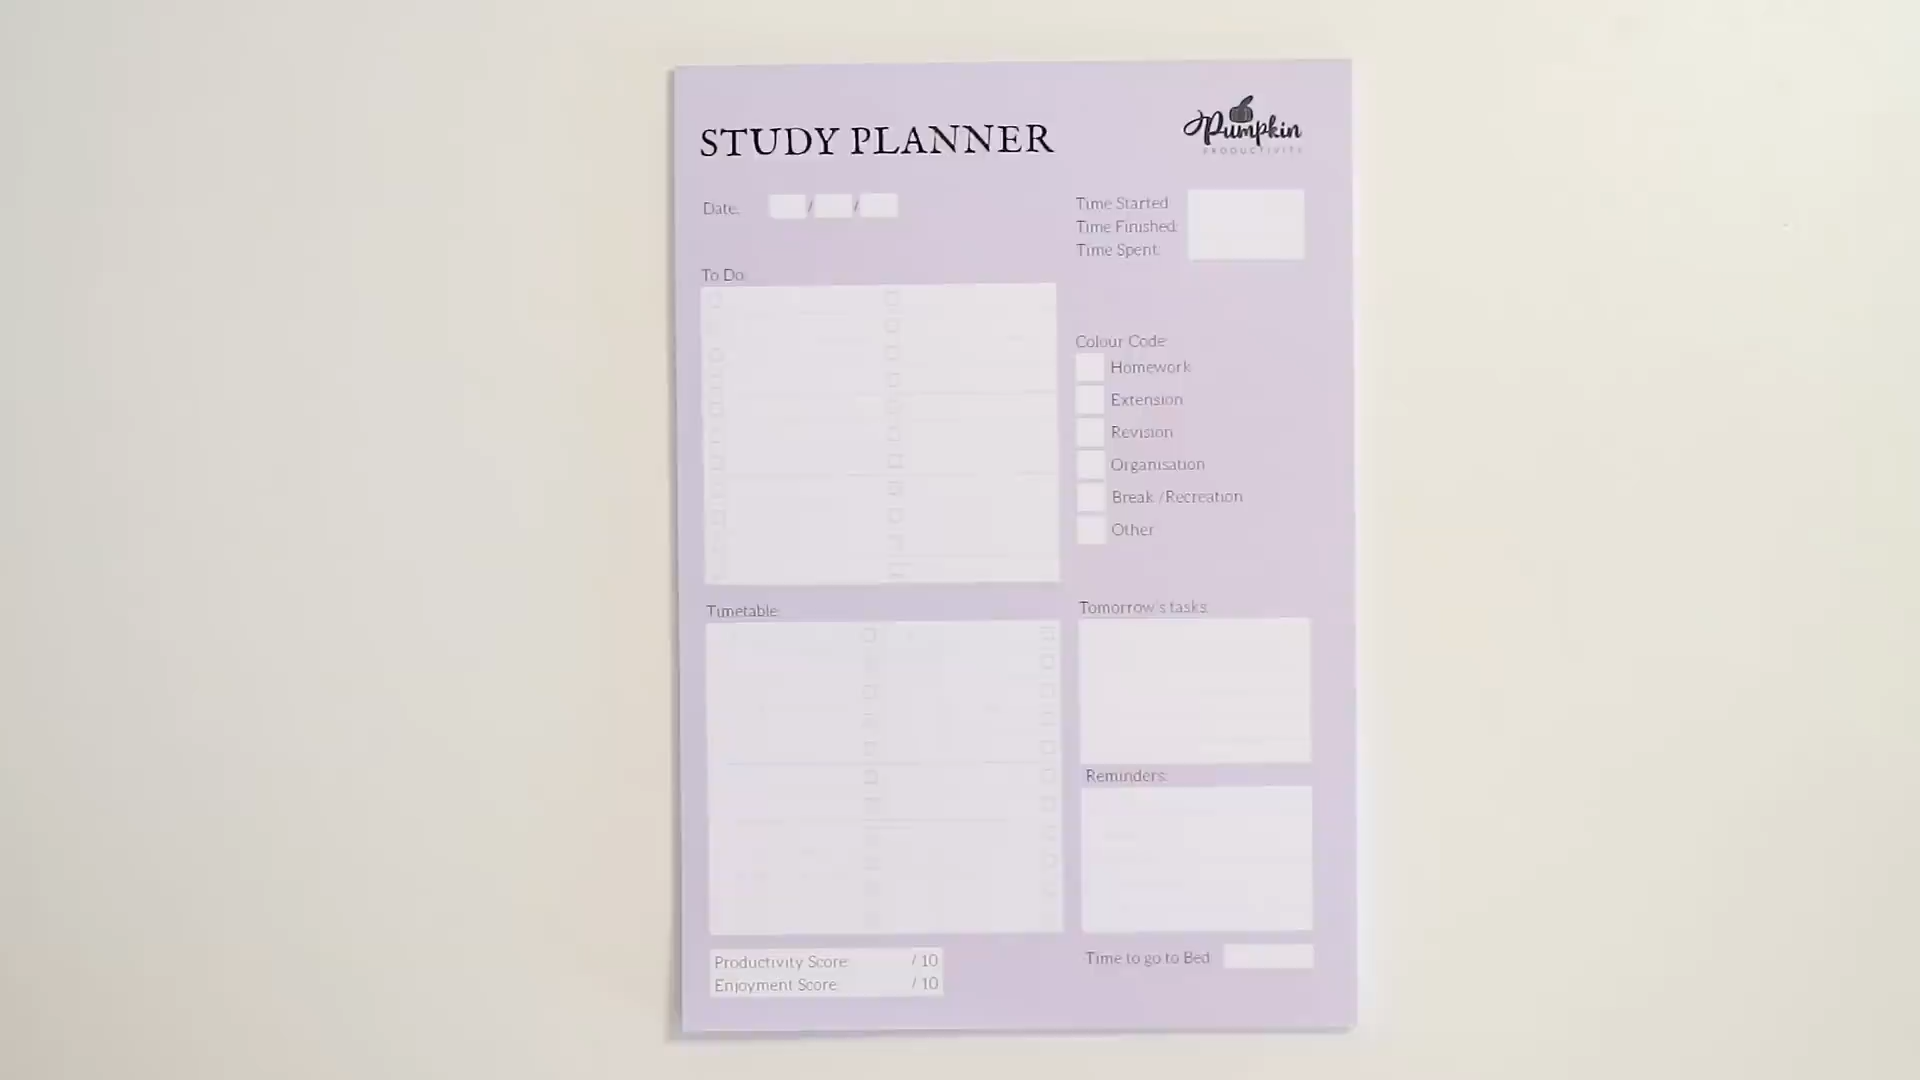 STUDY PLANNER
Pumpkin
PRODUCTIVITY
Date:
/ /
Time Started:
Time Finished:
Time Spent:
To Do:
Colour Code:
Homework
Extension
Revision
Organisation
Break /Recreation
Other
Timetable:
Tomorrow's tasks:
Reminders:
Productivity Score: / 10
Enjoyment Score: / 10
Time to go to Bed: